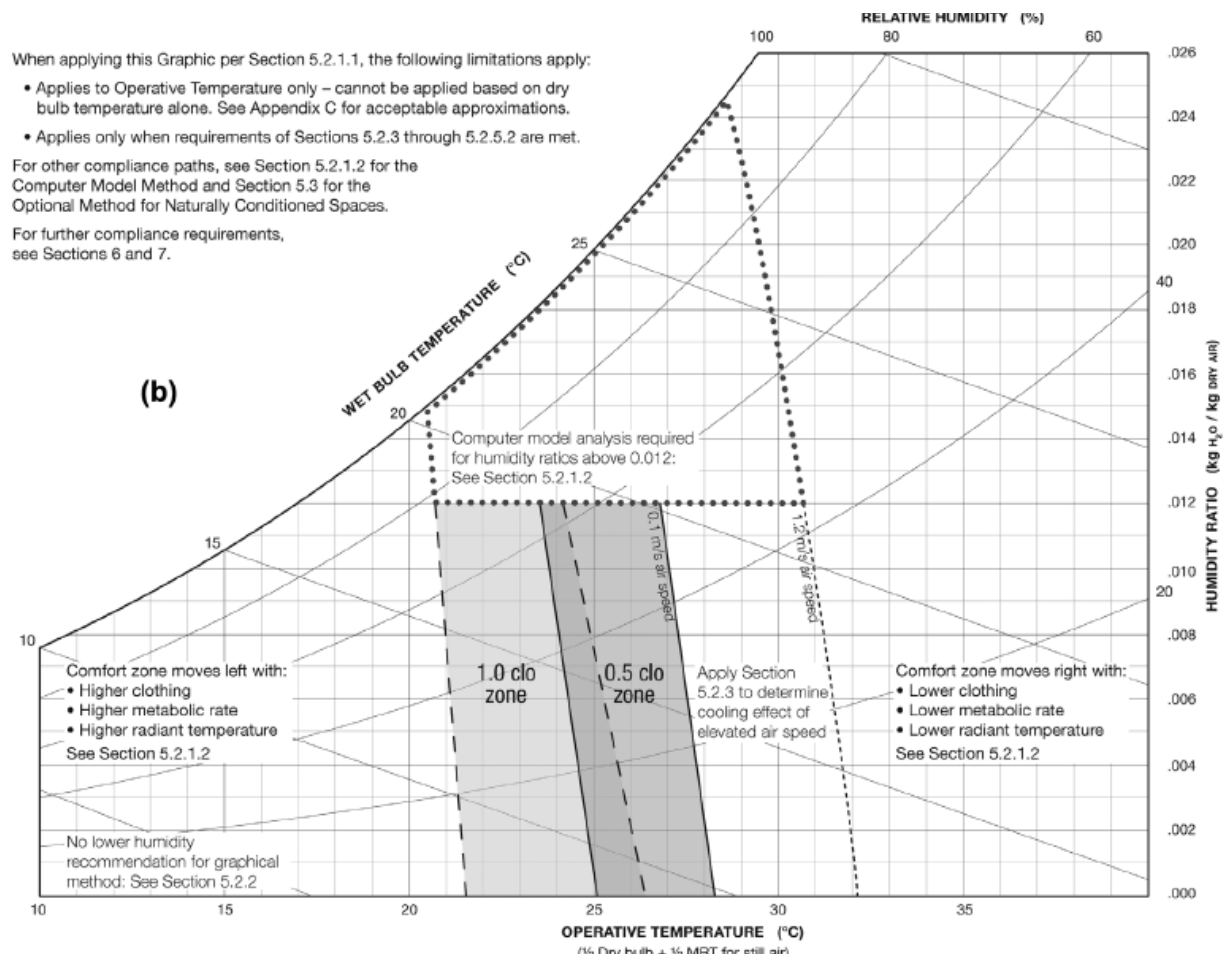 RELATIVE HUMIDITY (%)
100
80
60
When applying this Graphic per Section 5.2.1.1, the following limitations apply:
• Applies to Operative Temperature only – cannot be applied based on dry
bulb temperature alone. See Appendix C for acceptable approximations.
• Applies only when requirements of Sections 5.2.3 through 5.2.5.2 are met.
For other compliance paths, see Section 5.2.1.2 for the
Computer Model Method and Section 5.3 for the
Optional Method for Naturally Conditioned Spaces.
For further compliance requirements,
see Sections 6 and 7.
(b)
WET BULB TEMPERATURE (°C)
25
20
15
10
40
20
.026
.024
.022
.020
.018
.016
.014
.012
.010
.008
.006
.004
.002
.000
HUMIDITY RATIO (kg H₂O / kg DRY AIR)
Computer model analysis required
for humidity ratios above 0.012:
See Section 5.2.1.2
0.1 m/s air speed
1.2 m/s air speed
Comfort zone moves left with:
• Higher clothing
• Higher metabolic rate
• Higher radiant temperature
See Section 5.2.1.2
1.0 clo
zone
0.5 clo
zone
Apply Section
5.2.3 to determine
cooling effect of
elevated air speed
Comfort zone moves right with:
• Lower clothing
• Lower metabolic rate
• Lower radiant temperature
See Section 5.2.1.2
No lower humidity
recommendation for graphical
method: See Section 5.2.2
10
15
20
25
30
35
OPERATIVE TEMPERATURE (°C)
(½ Dry bulb + ½ MRT for still air)